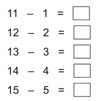 11 − 1 =
12 − 2 =
13 − 3 =
14 − 4 =
15 − 5 =